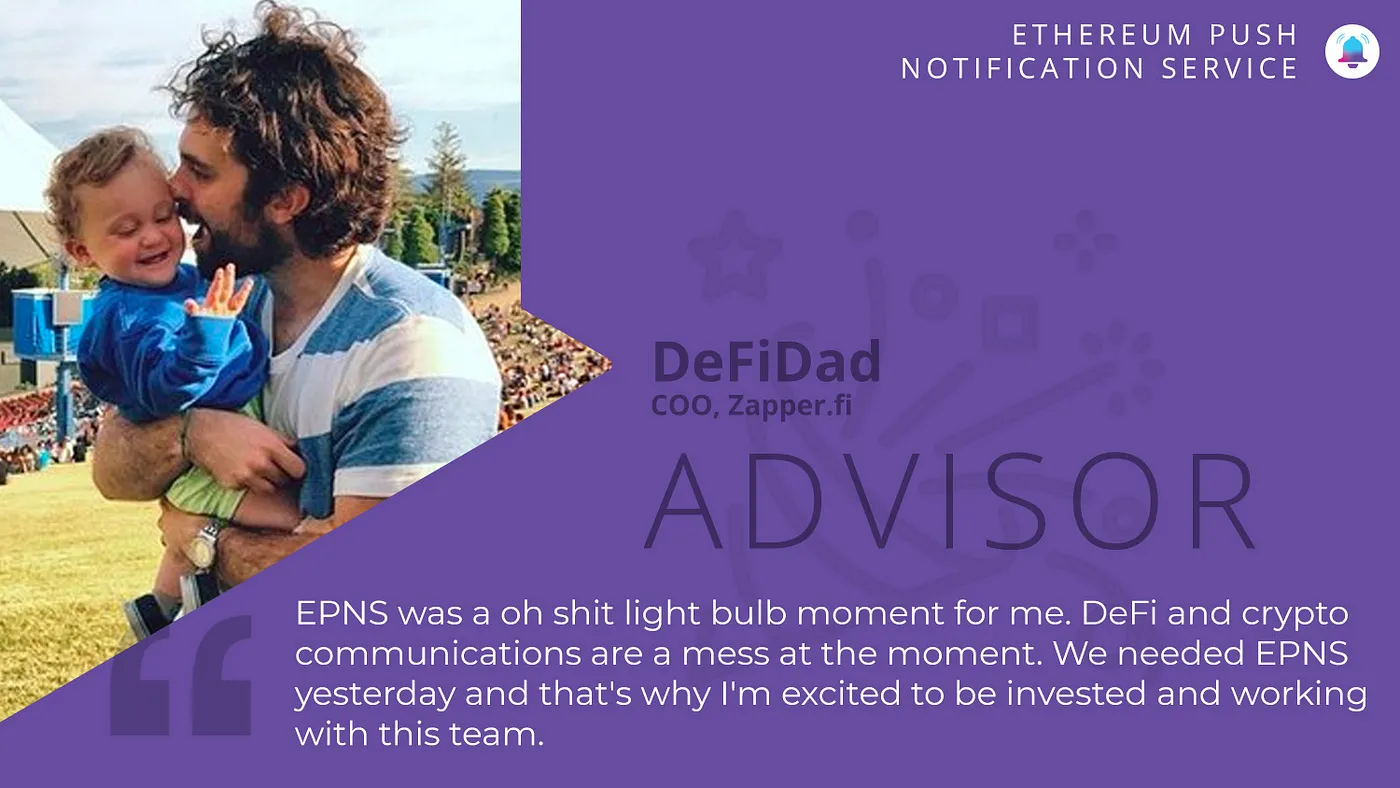 ETHEREUM PUSH
NOTIFICATION SERVICE
DeFiDad
COO, Zapper.fi
ADVISOR
EPNS was a oh shit light bulb moment for me. DeFi and crypto
communications are a mess at the moment. We needed EPNS
yesterday and that's why I'm excited to be invested and working
with this team.